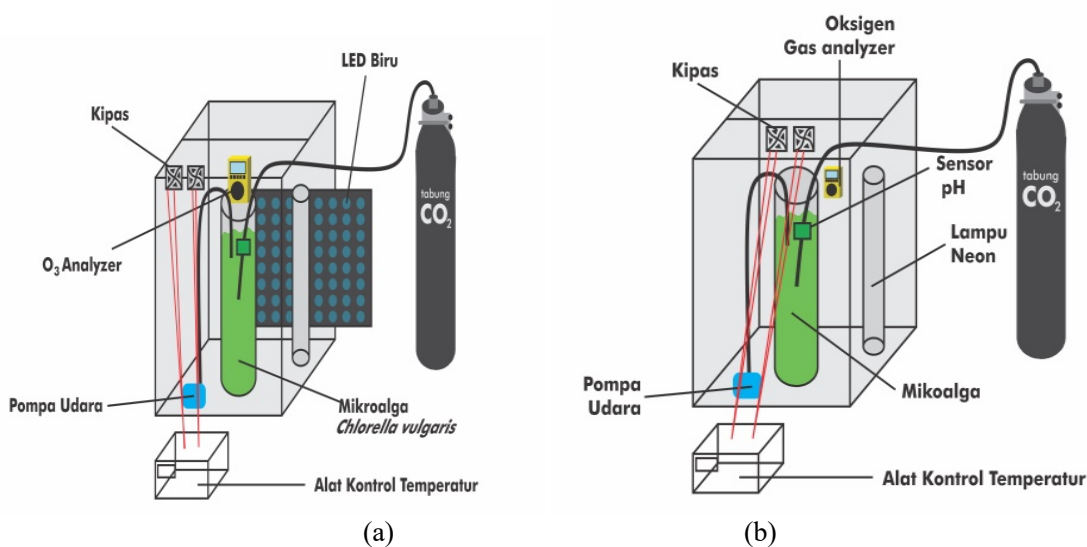 LED Biru
Kipas
tabung
CO2
O3 Analyzer
Pompa Udara
Mikroalga
Chlorella vulgaris
Alat Kontrol Temperatur
(a)
Oksigen
Gas analyzer
Kipas
tabung
CO2
Sensor
pH
Lampu
Neon
Pompa
Udara
Mikoalga
Alat Kontrol Temperatur
(b)